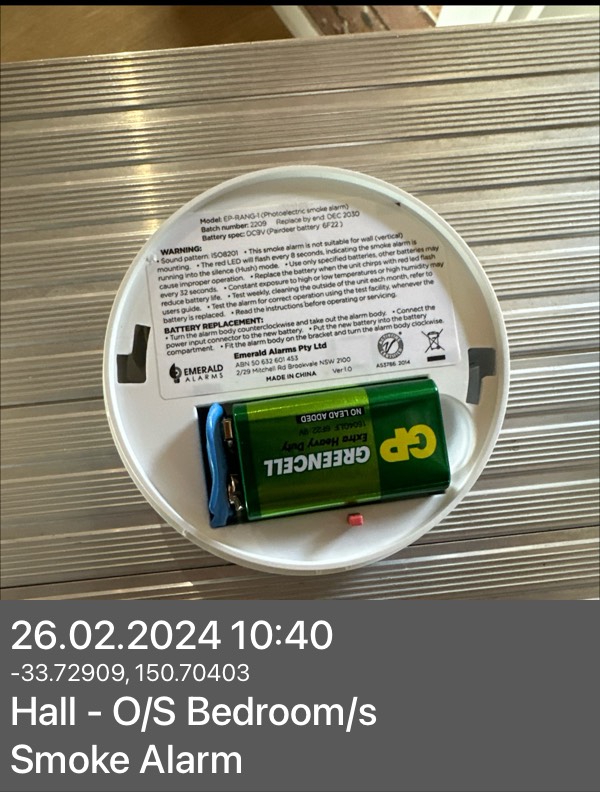 Model: EP-RANG-1 (Photoelectric smoke alarm)
Batch number: 2209 Replace by end: DEC 2030
Battery spec: DC9V (Pairdeer battery 6F22)
WARNING:
• Sound pattern: ISO8201 • This smoke alarm is not suitable for wall (vertical)
mounting. • The red LED will flash every 8 seconds, indicating the smoke alarm is
running into the silence (Hush) mode. • Use only specified batteries, other batteries may
cause improper operation. • Replace the battery when the unit chirps with red led flash
every 32 seconds. • Constant exposure to high or low temperatures or high humidity may
reduce battery life. • Test weekly, cleaning the outside of the unit each month, refer to
users guide. • Test the alarm for correct operation using the test facility, whenever the
battery is replaced. • Read the instructions before operating or servicing.
BATTERY REPLACEMENT:
• Turn the alarm body counterclockwise and take out the alarm body. • Connect the
power input connector to the new battery. • Put the new battery into the battery
compartment. • Fit the alarm body on the bracket and turn the alarm body clockwise.
EMERALD
ALARMS
Emerald Alarms Pty Ltd
ABN 50 632 601 453
2/29 Mitchell Rd Brookvale NSW 2100
MADE IN CHINA Ver 1.0
AS3786 2014
GP
GREENCELL
Extra Heavy Duty
1604GLF 6F22 9V
NO LEAD ADDED
26.02.2024 10:40
-33.72909, 150.70403
Hall - O/S Bedroom/s
Smoke Alarm